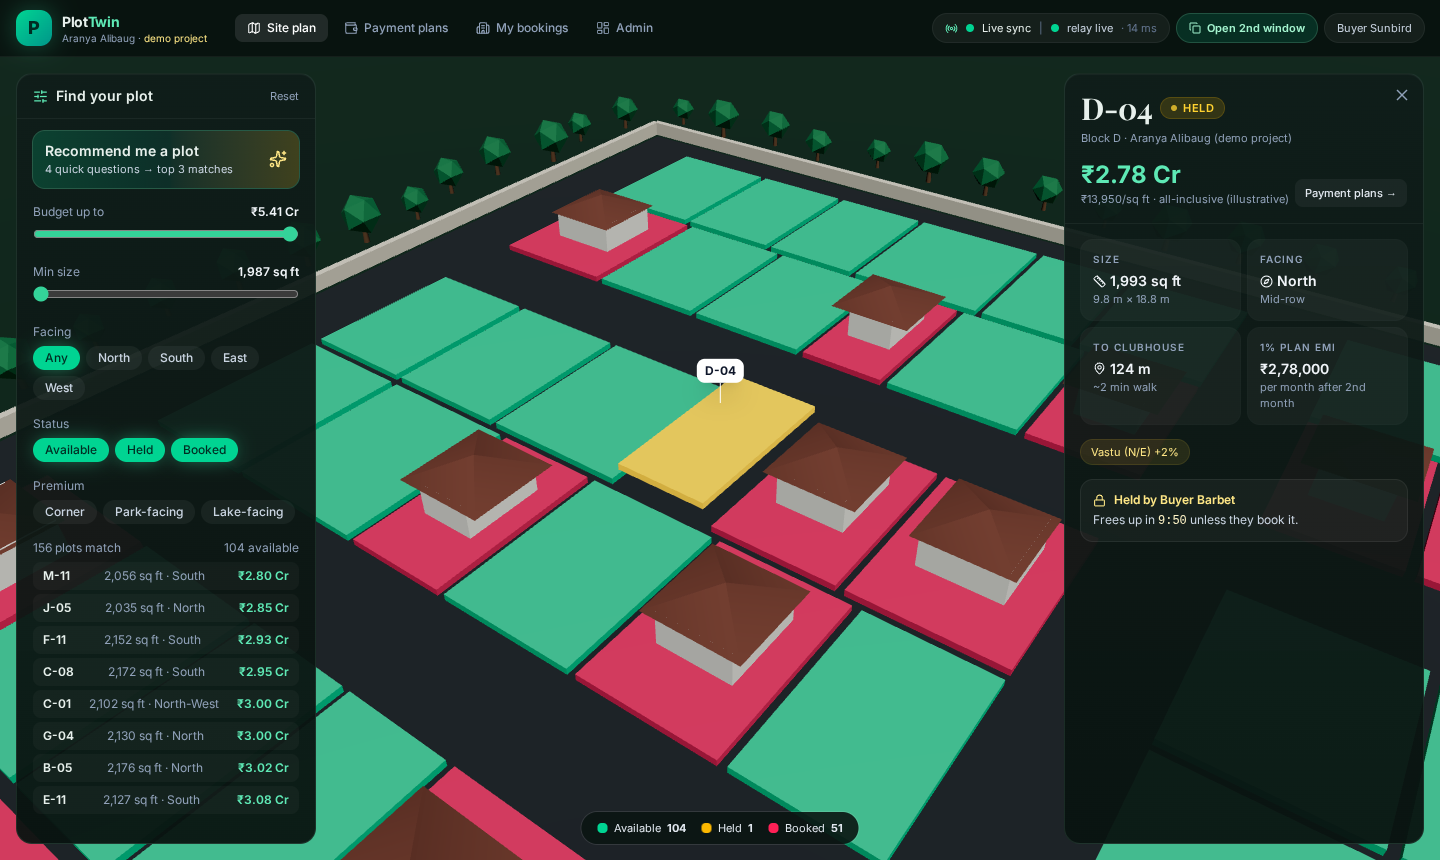 P
PlotTwin
Aranya Alibaug · demo project
Site plan
Payment plans
My bookings
Admin
Live sync | relay live · 14 ms
Open 2nd window
Buyer Sunbird
Find your plot
Reset
Recommend me a plot
4 quick questions → top 3 matches
Budget up to ₹5.41 Cr
Min size 1,987 sq ft
Facing
Any North South East
West
Status
Available Held Booked
Premium
Corner Park-facing Lake-facing
156 plots match 104 available
M-11 2,056 sq ft · South ₹2.80 Cr
J-05 2,035 sq ft · North ₹2.85 Cr
F-11 2,152 sq ft · South ₹2.93 Cr
C-08 2,172 sq ft · South ₹2.95 Cr
C-01 2,102 sq ft · North-West ₹3.00 Cr
G-04 2,130 sq ft · North ₹3.00 Cr
B-05 2,176 sq ft · North ₹3.02 Cr
E-11 2,127 sq ft · South ₹3.08 Cr
D-04
Available 104 Held 1 Booked 51
D-04 HELD
Block D · Aranya Alibaug (demo project)
₹2.78 Cr
₹13,950/sq ft · all-inclusive (illustrative)
Payment plans →
SIZE
1,993 sq ft
9.8 m × 18.8 m
FACING
North
Mid-row
TO CLUBHOUSE
124 m
~2 min walk
1% PLAN EMI
₹2,78,000
per month after 2nd
month
Vastu (N/E) +2%
Held by Buyer Barbet
Frees up in 9:50 unless they book it.